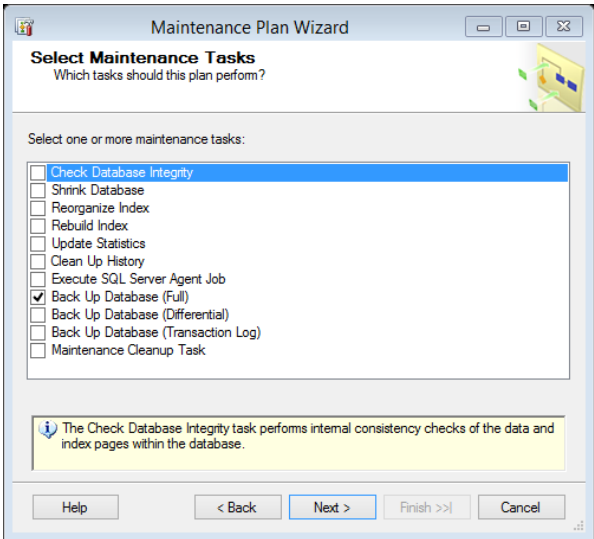 Maintenance Plan Wizard
Select Maintenance Tasks
Which tasks should this plan perform?
Select one or more maintenance tasks:
Check Database Integrity
Shrink Database
Reorganize Index
Rebuild Index
Update Statistics
Clean Up History
Execute SQL Server Agent Job
Back Up Database (Full)
Back Up Database (Differential)
Back Up Database (Transaction Log)
Maintenance Cleanup Task
The Check Database Integrity task performs internal consistency checks of the data and
index pages within the database.
Help < Back Next > Finish >>| Cancel